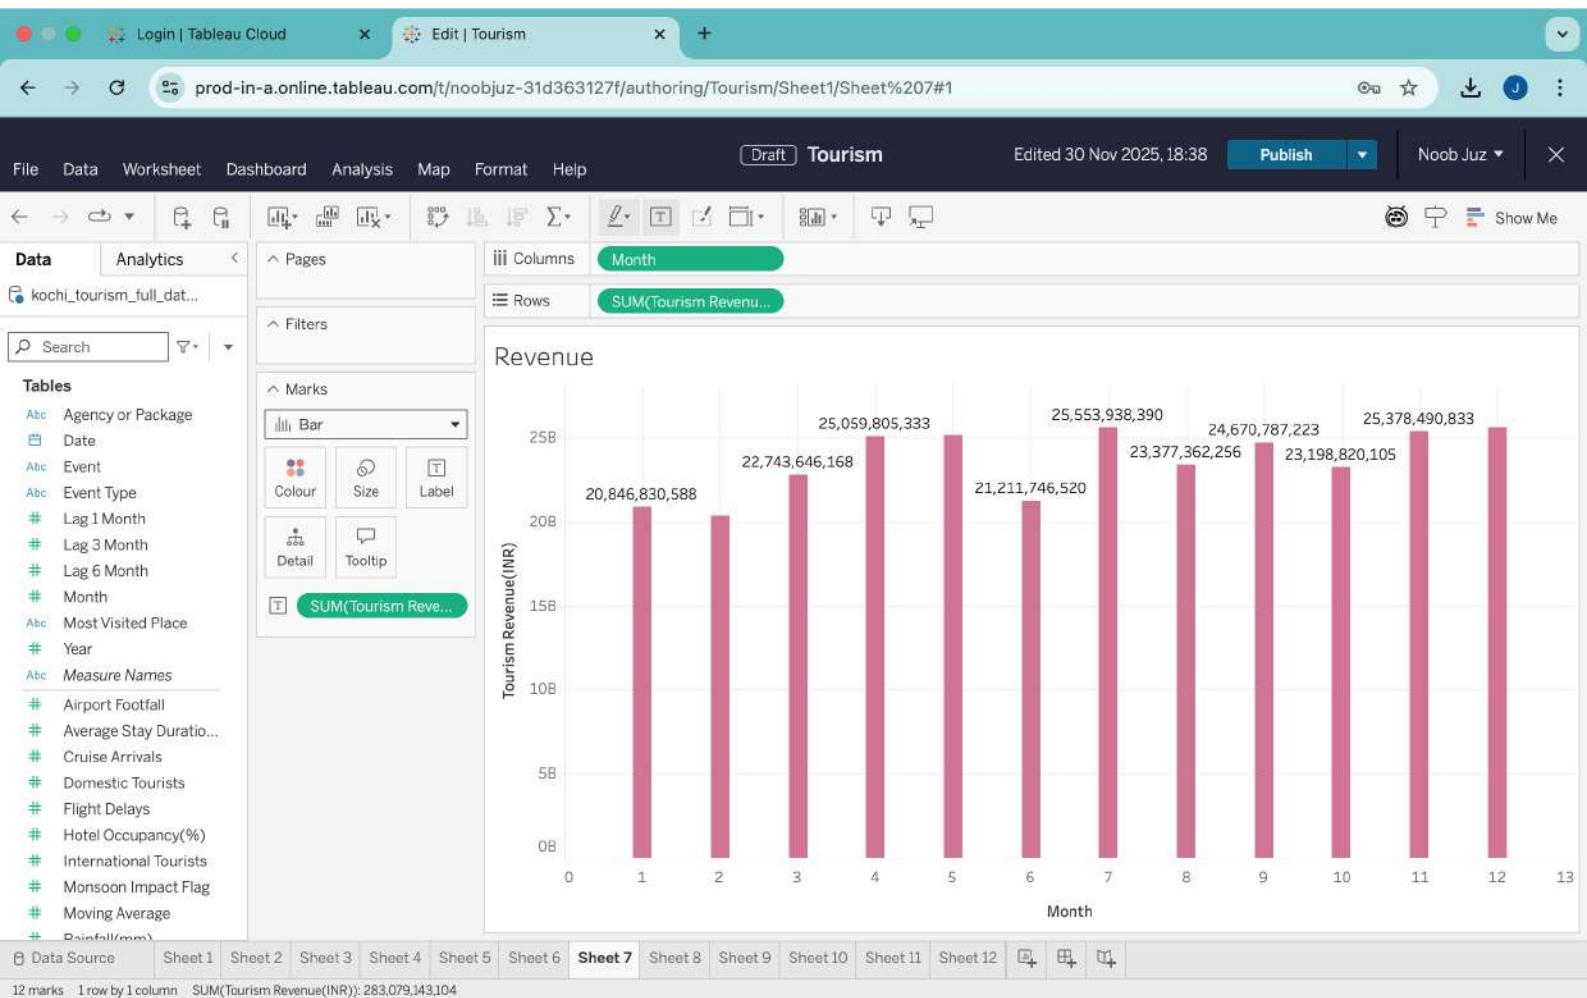 Login | Tableau Cloud
Edit | Tourism
prod-in-a.online.tableau.com/t/noobjuz-31d363127f/authoring/Tourism/Sheet1/Sheet%207#1
J
File Data Worksheet Dashboard Analysis Map Format Help
Draft Tourism
Edited 30 Nov 2025, 18:38
Publish
Noob Juz
Show Me
Data Analytics
kochi_tourism_full_dat...
Search
Tables
Abc Agency or Package
Date
Abc Event
Abc Event Type
# Lag 1 Month
# Lag 3 Month
# Lag 6 Month
# Month
Abc Most Visited Place
# Year
Abc Measure Names
# Airport Footfall
# Average Stay Duratio...
# Cruise Arrivals
# Domestic Tourists
# Flight Delays
# Hotel Occupancy(%)
# International Tourists
# Monsoon Impact Flag
# Moving Average
# Rainfall(mm)
Pages
Filters
Marks
Bar
Colour Size T Label
Detail Tooltip
T SUM(Tourism Reve...
iii Columns Month
Rows SUM(Tourism Revenu...
Revenue
Tourism Revenue(INR)
25B
20B
15B
10B
5B
0B
20,846,830,588
22,743,646,168
25,059,805,333
21,211,746,520
25,553,938,390
23,377,362,256
24,670,787,223
23,198,820,105
25,378,490,833
0 1 2 3 4 5 6 7 8 9 10 11 12 13
Month
Data Source Sheet 1 Sheet 2 Sheet 3 Sheet 4 Sheet 5 Sheet 6 Sheet 7 Sheet 8 Sheet 9 Sheet 10 Sheet 11 Sheet 12
12 marks 1 row by 1 column SUM(Tourism Revenue(INR)): 283,079,143,104